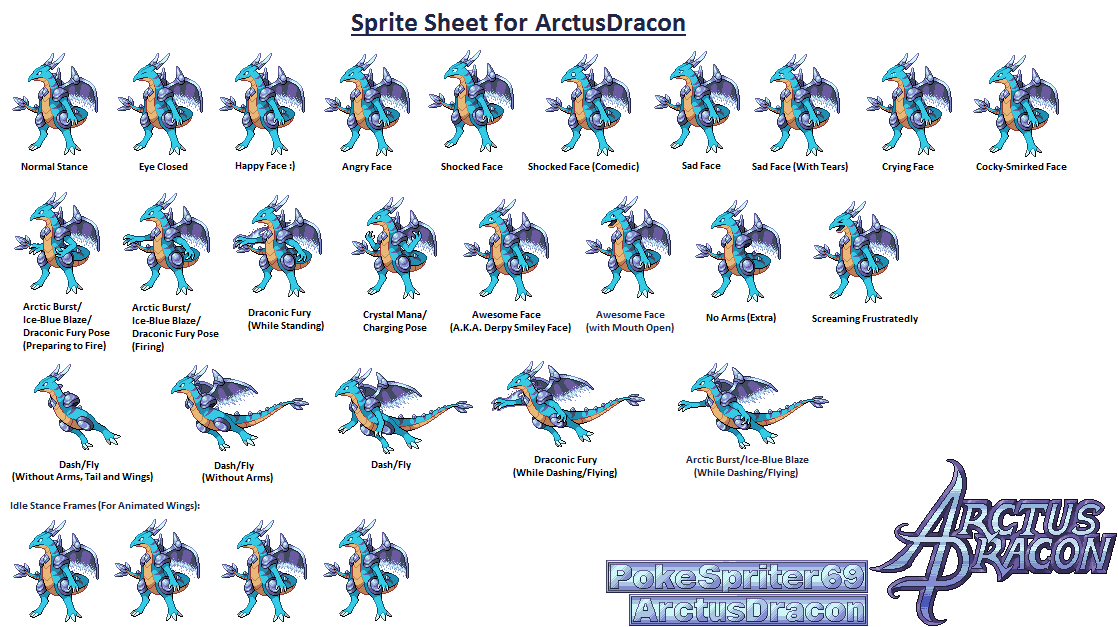 Sprite Sheet for ArctusDracon
Normal Stance
Eye Closed
Happy Face :)
Angry Face
Shocked Face
Shocked Face (Comedic)
Sad Face
Sad Face (With Tears)
Crying Face
Cocky-Smirked Face
Arctic Burst/
Ice-Blue Blaze/
Draconic Fury Pose
(Preparing to Fire)
Arctic Burst/
Ice-Blue Blaze/
Draconic Fury Pose
(Firing)
Draconic Fury
(While Standing)
Crystal Mana/
Charging Pose
Awesome Face
(A.K.A. Derpy Smiley Face)
Awesome Face
(with Mouth Open)
No Arms (Extra)
Screaming Frustratedly
Dash/Fly
(Without Arms, Tail and Wings)
Dash/Fly
(Without Arms)
Dash/Fly
Draconic Fury
(While Dashing/Flying)
Arctic Burst/Ice-Blue Blaze
(While Dashing/Flying)
Idle Stance Frames (For Animated Wings):
PokeSpriter69
ArctusDracon
ARCTUS
DRACON